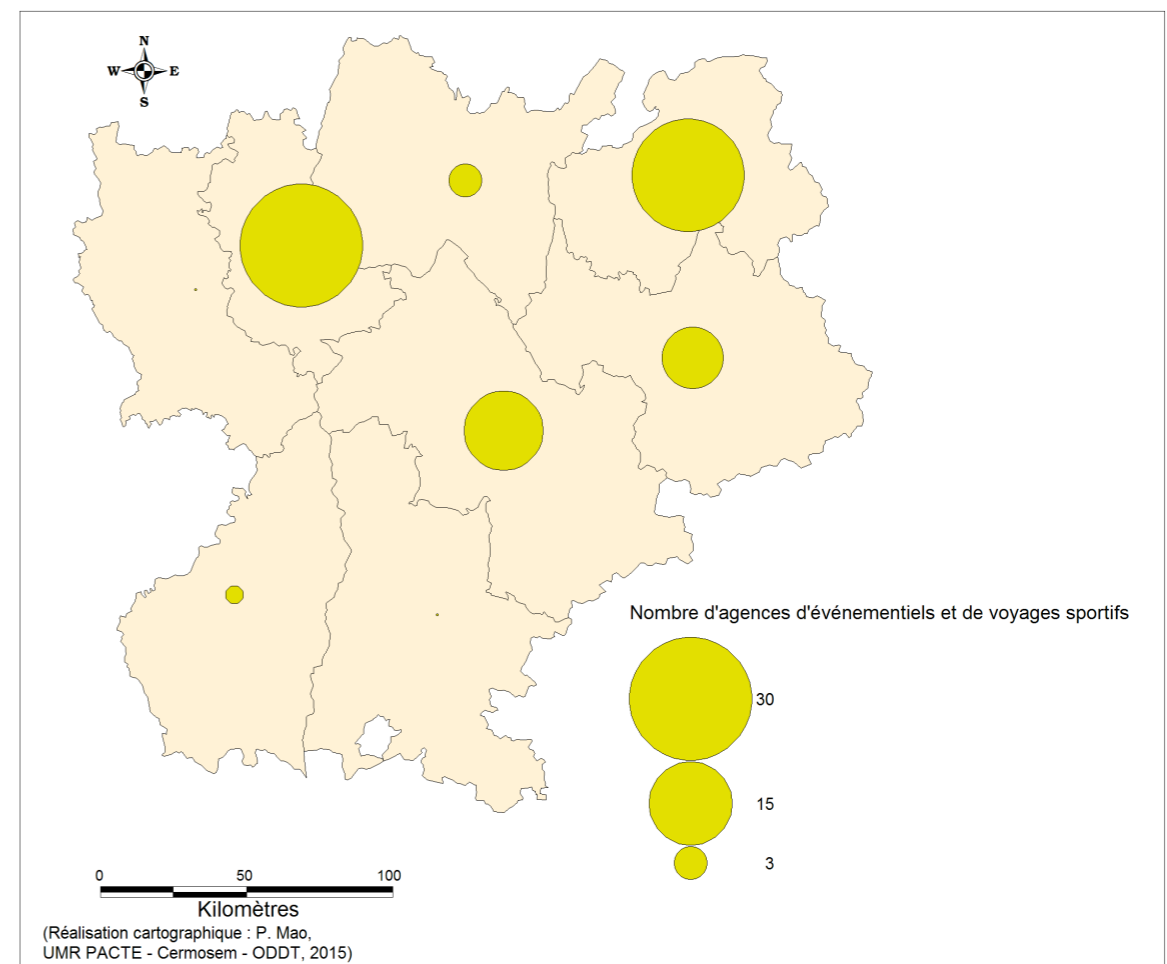 N
W E
S
Nombre d'agences d'événementiels et de voyages sportifs
30
15
3
0 50 100
Kilomètres
(Réalisation cartographique : P. Mao,
UMR PACTE - Cermosem - ODDT, 2015)